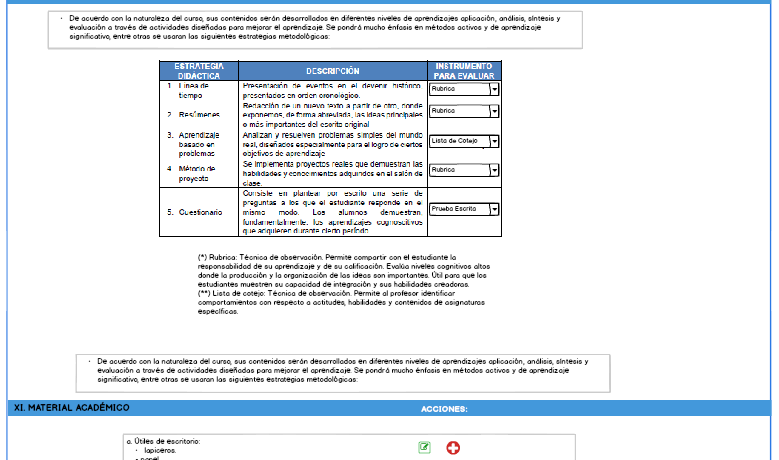 · De acuerdo con la naturaleza del curso, sus contenidos serán desarrollados en diferentes niveles de aprendizajes aplicación, análisis, síntesis y
evaluación a través de actividades diseñadas para mejorar el aprendizaje. Se pondrá mucho énfasis en métodos activos y de aprendizaje
significativo, entre otras se usaran las siguientes estrategias metodológicas:
ESTRATEGIA DIDÁCTICA
DESCRIPCIÓN
INSTRUMENTO PARA EVALUAR
1. Línea de
tiempo
Presentación de eventos en el devenir histórico,
presentados en orden cronológico.
Rubrica
2. Resúmenes
Redacción de un nuevo texto a partir de otro, donde
exponemos, de forma abreviada, las ideas principales
o más importantes del escrito original
Rubrica
3. Aprendizaje
basado en
problemas
Analizan y resuelven problemas simples del mundo
real, diseñados especialmente para el logro de ciertos
objetivos de aprendizaje
Lista de Cotejo
4. Método de
proyecto
Se implementa proyectos reales que demuestran las
habilidades y conocimientos adquiridos en el salón de
clase.
Rubrica
5. Cuestionario
Consiste en plantear por escrito una serie de
preguntas a los que el estudiante responde en el
mismo modo. Los alumnos demuestran,
fundamentalmente, los aprendizajes cognoscitivos
que adquieren durante cierto período
Prueba Escrita
(*) Rubrica: Técnica de observación. Permite compartir con el estudiante la
responsabilidad de su aprendizaje y de su calificación. Evalúa niveles cognitivos altos
donde la producción y la organización de las ideas son importantes. Útil para que los
estudiantes muestren su capacidad de integración y sus habilidades creadoras.
(**) Lista de cotejo: Técnica de observación. Permite al profesor identificar
comportamientos con respecto a actitudes, habilidades y contenidos de asignaturas
específicas.
· De acuerdo con la naturaleza del curso, sus contenidos serán desarrollados en diferentes niveles de aprendizajes aplicación, análisis, síntesis y
evaluación a través de actividades diseñadas para mejorar el aprendizaje. Se pondrá mucho énfasis en métodos activos y de aprendizaje
significativo, entre otras se usaran las siguientes estrategias metodológicas:
XI. MATERIAL ACADÉMICO
ACCIONES:
a. Útiles de escritorio:
· lapiceros.
· papel